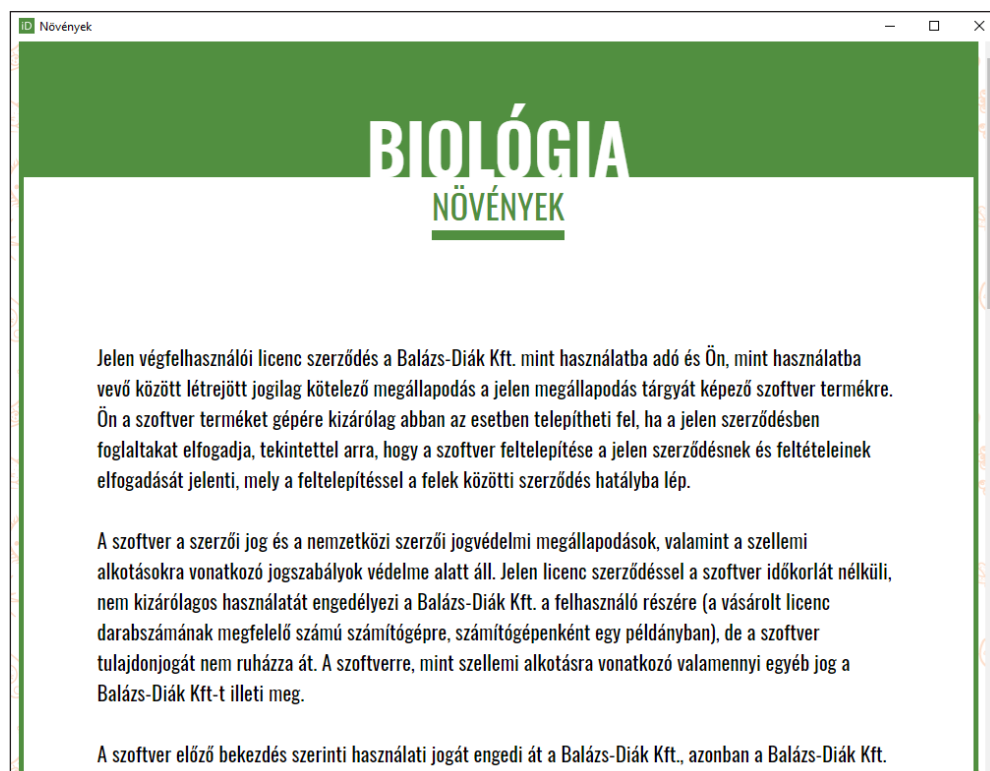 iD Növények
BIOLÓGIA
NÖVÉNYEK
Jelen végfelhasználói licenc szerződés a Balázs-Diák Kft. mint használatba adó és Ön, mint használatba
vevő között létrejött jogilag kötelező megállapodás a jelen megállapodás tárgyát képező szoftver termékre.
Ön a szoftver terméket gépére kizárólag abban az esetben telepítheti fel, ha a jelen szerződésben
foglaltakat elfogadja, tekintettel arra, hogy a szoftver feltelepítése a jelen szerződésnek és feltételeinek
elfogadását jelenti, mely a feltelepítéssel a felek közötti szerződés hatályba lép.
A szoftver a szerzői jog és a nemzetközi szerzői jogvédelmi megállapodások, valamint a szellemi
alkotásokra vonatkozó jogszabályok védelme alatt áll. Jelen licenc szerződéssel a szoftver időkorlát nélküli,
nem kizárólagos használatát engedélyezi a Balázs-Diák Kft. a felhasználó részére (a vásárolt licenc
darabszámának megfelelő számú számítógépre, számítógépenként egy példányban), de a szoftver
tulajdonjogát nem ruházza át. A szoftverre, mint szellemi alkotásra vonatkozó valamennyi egyéb jog a
Balázs-Diák Kft-t illeti meg.
A szoftver előző bekezdés szerinti használati jogát engedi át a Balázs-Diák Kft., azonban a Balázs-Diák Kft.